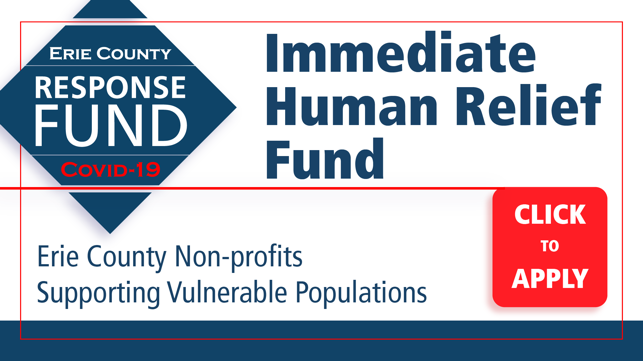 Erie County
RESPONSE
FUND
Covid-19
Immediate
Human Relief
Fund
Erie County Non-profits
Supporting Vulnerable Populations
CLICK
TO
APPLY